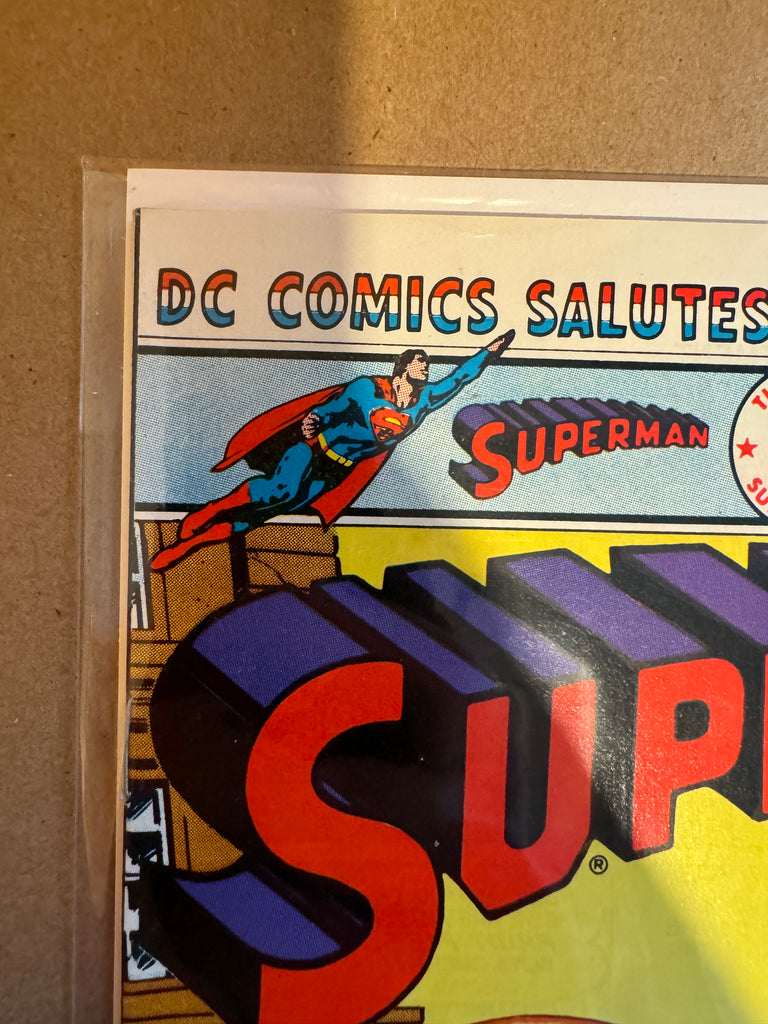 DC COMICS SALUTES
SUPERMAN
SUP
®